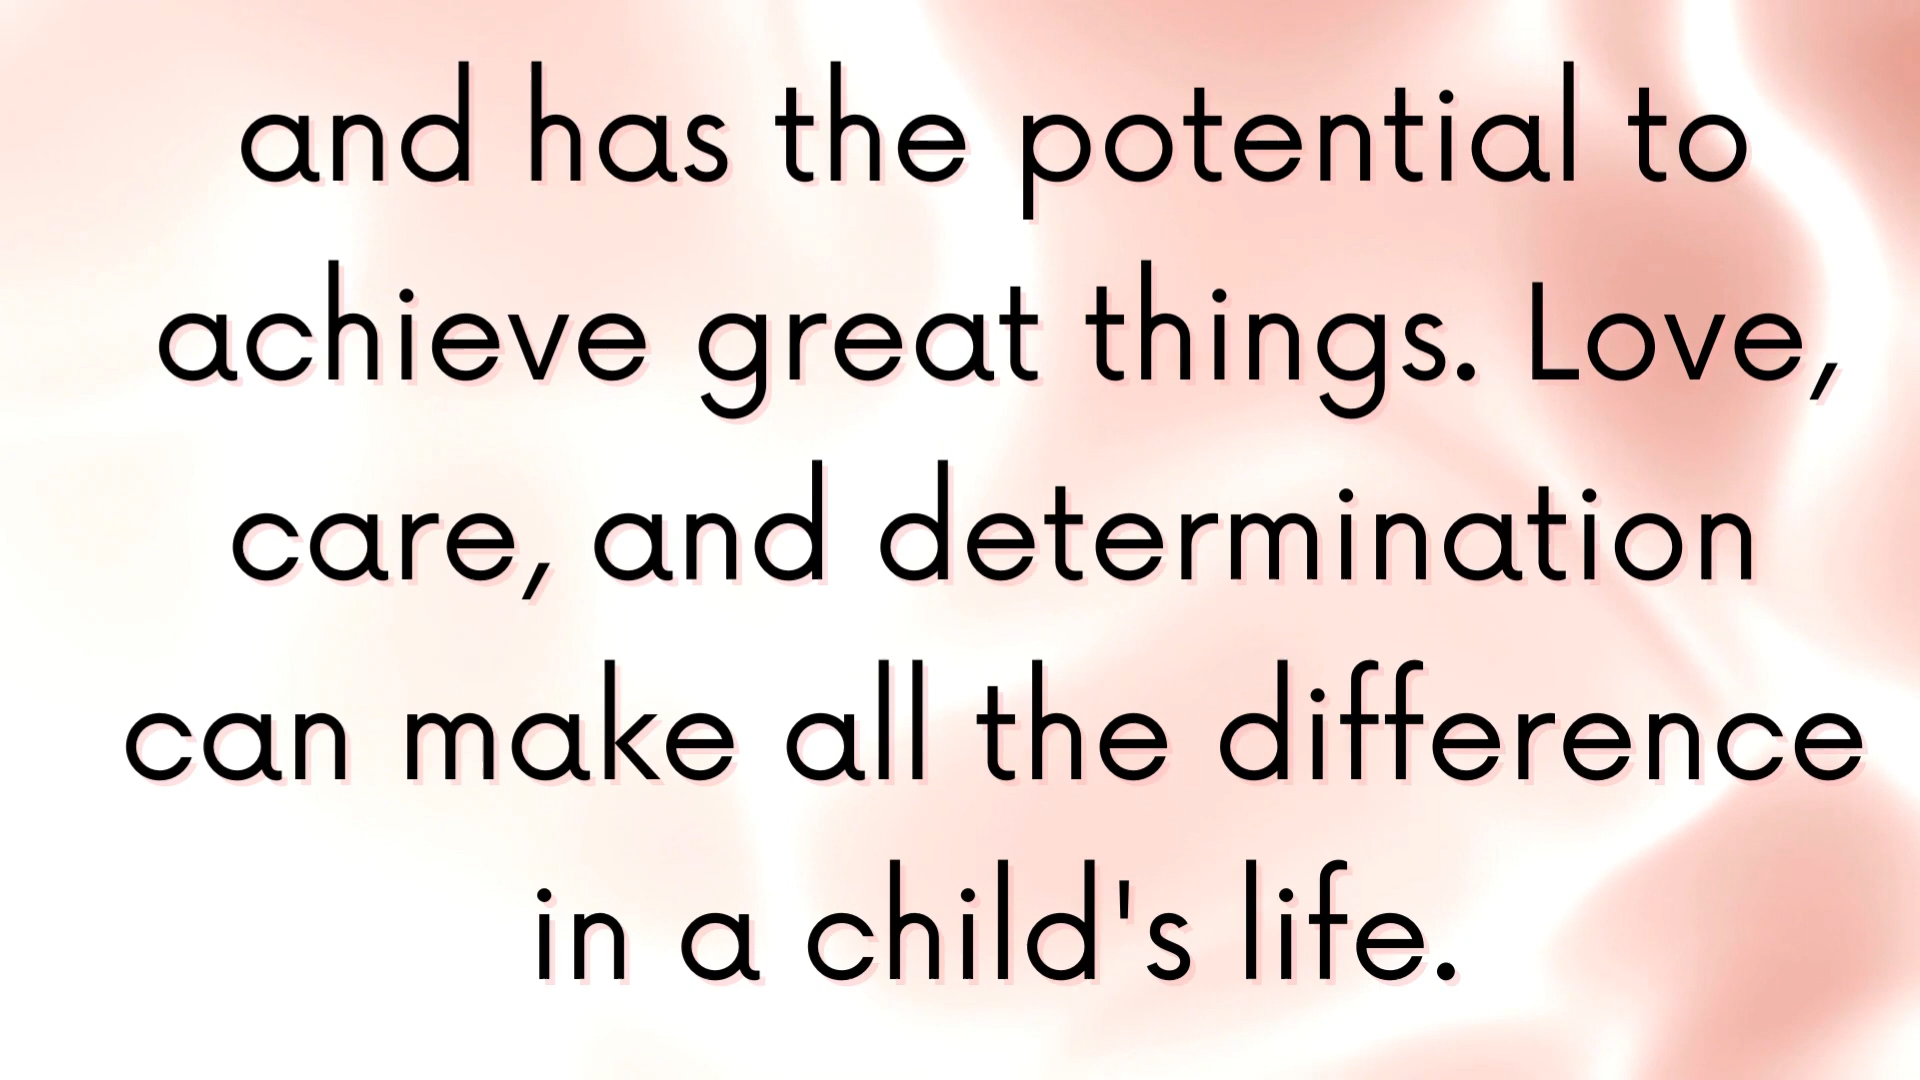 and has the potential to
achieve great things. Love,
care, and determination
can make all the difference
in a child's life.